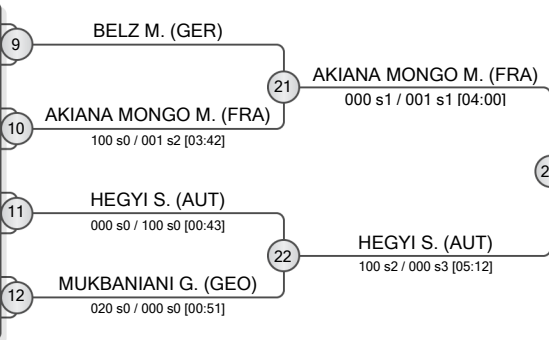 9
BELZ M. (GER)
21
AKIANA MONGO M. (FRA)
000 s1 / 001 s1 [04:00]
10
AKIANA MONGO M. (FRA)
100 s0 / 001 s2 [03:42]
11
HEGYI S. (AUT)
000 s0 / 100 s0 [00:43]
22
HEGYI S. (AUT)
100 s2 / 000 s3 [05:12]
12
MUKBANIANI G. (GEO)
020 s0 / 000 s0 [00:51]